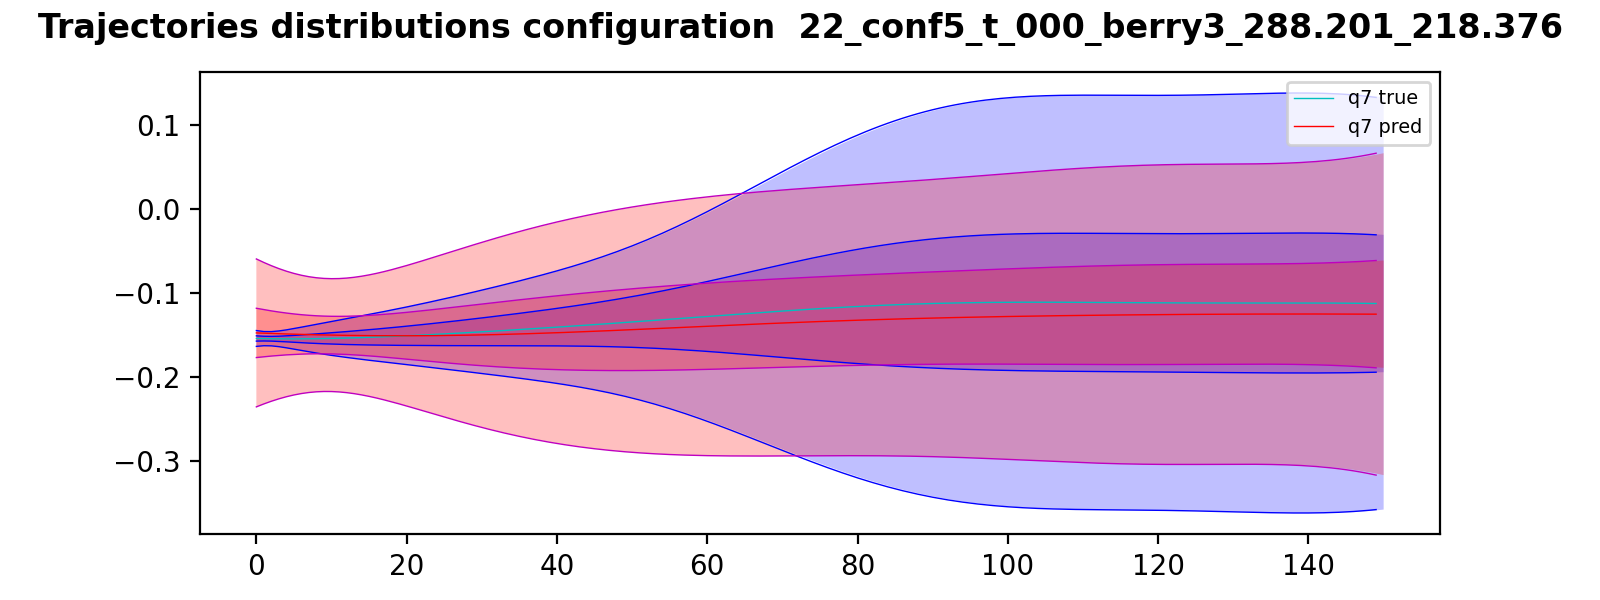 Trajectories distributions configuration  22_conf5_t_000_berry3_288.201_218.376
q7 true
q7 pred
0.1
0.0
−0.1
−0.2
−0.3
0 20 40 60 80 100 120 140